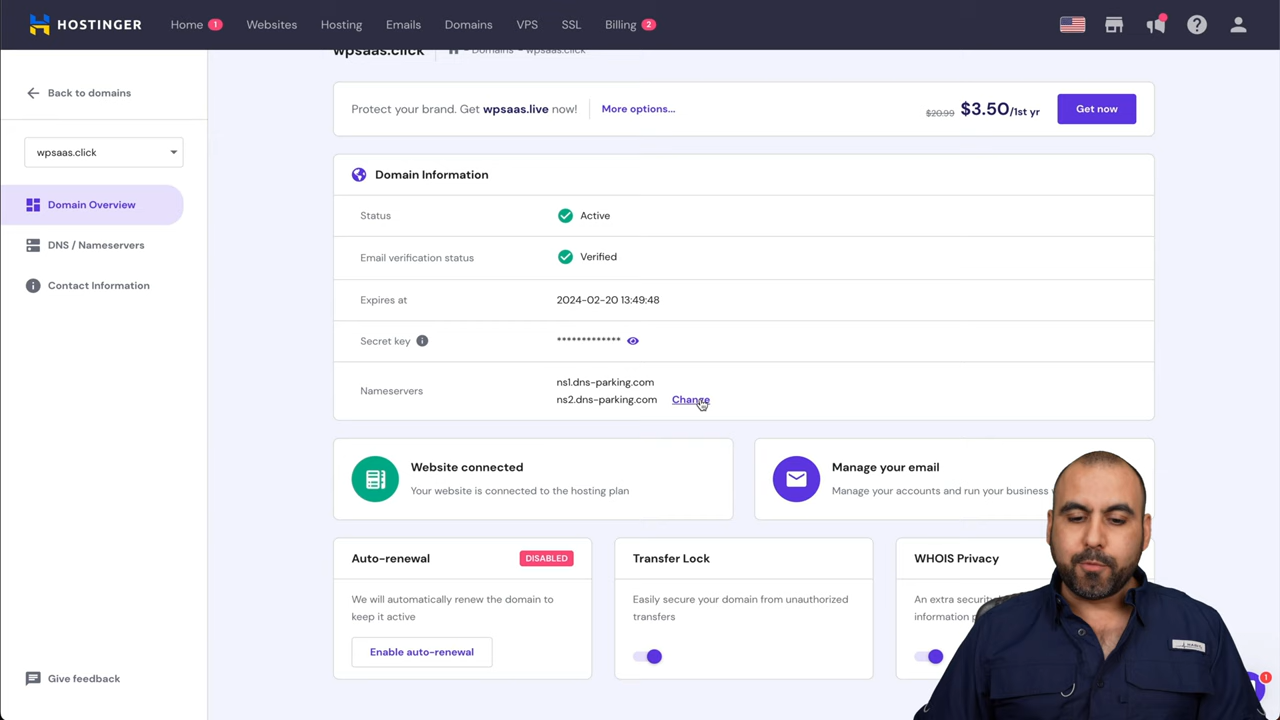 HOSTINGER
Home 1
Websites
Hosting
Emails
Domains
VPS
SSL
Billing 2
wpsaas.click
- Domains - wpsaas.click
Back to domains
wpsaas.click
Domain Overview
DNS / Nameservers
Contact Information
Give feedback
Protect your brand. Get wpsaas.live now!
More options...
$20.99 $3.50/1st yr
Get now
Domain Information
Status
Active
Email verification status
Verified
Expires at
2024-02-20 13:49:48
Secret key
*************
Nameservers
ns1.dns-parking.com
ns2.dns-parking.com
Change
Website connected
Your website is connected to the hosting plan
Manage your email
Manage your accounts and run your business
Auto-renewal
DISABLED
We will automatically renew the domain to
keep it active
Enable auto-renewal
Transfer Lock
Easily secure your domain from unauthorized
transfers
WHOIS Privacy
An extra
information
1